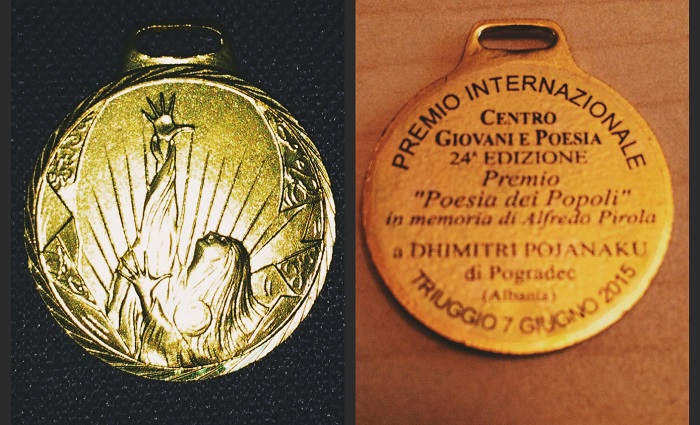 PREMIO INTERNAZIONALE
CENTRO
GIOVANI E POESIA
24ª EDIZIONE
Premio
"Poesia dei Popoli"
in memoria di Alfredo Pirola
a DHIMITRI POJANAKU
di Pogradec
(Albania)
TRIUGGIO 7 GIUGNO 2015